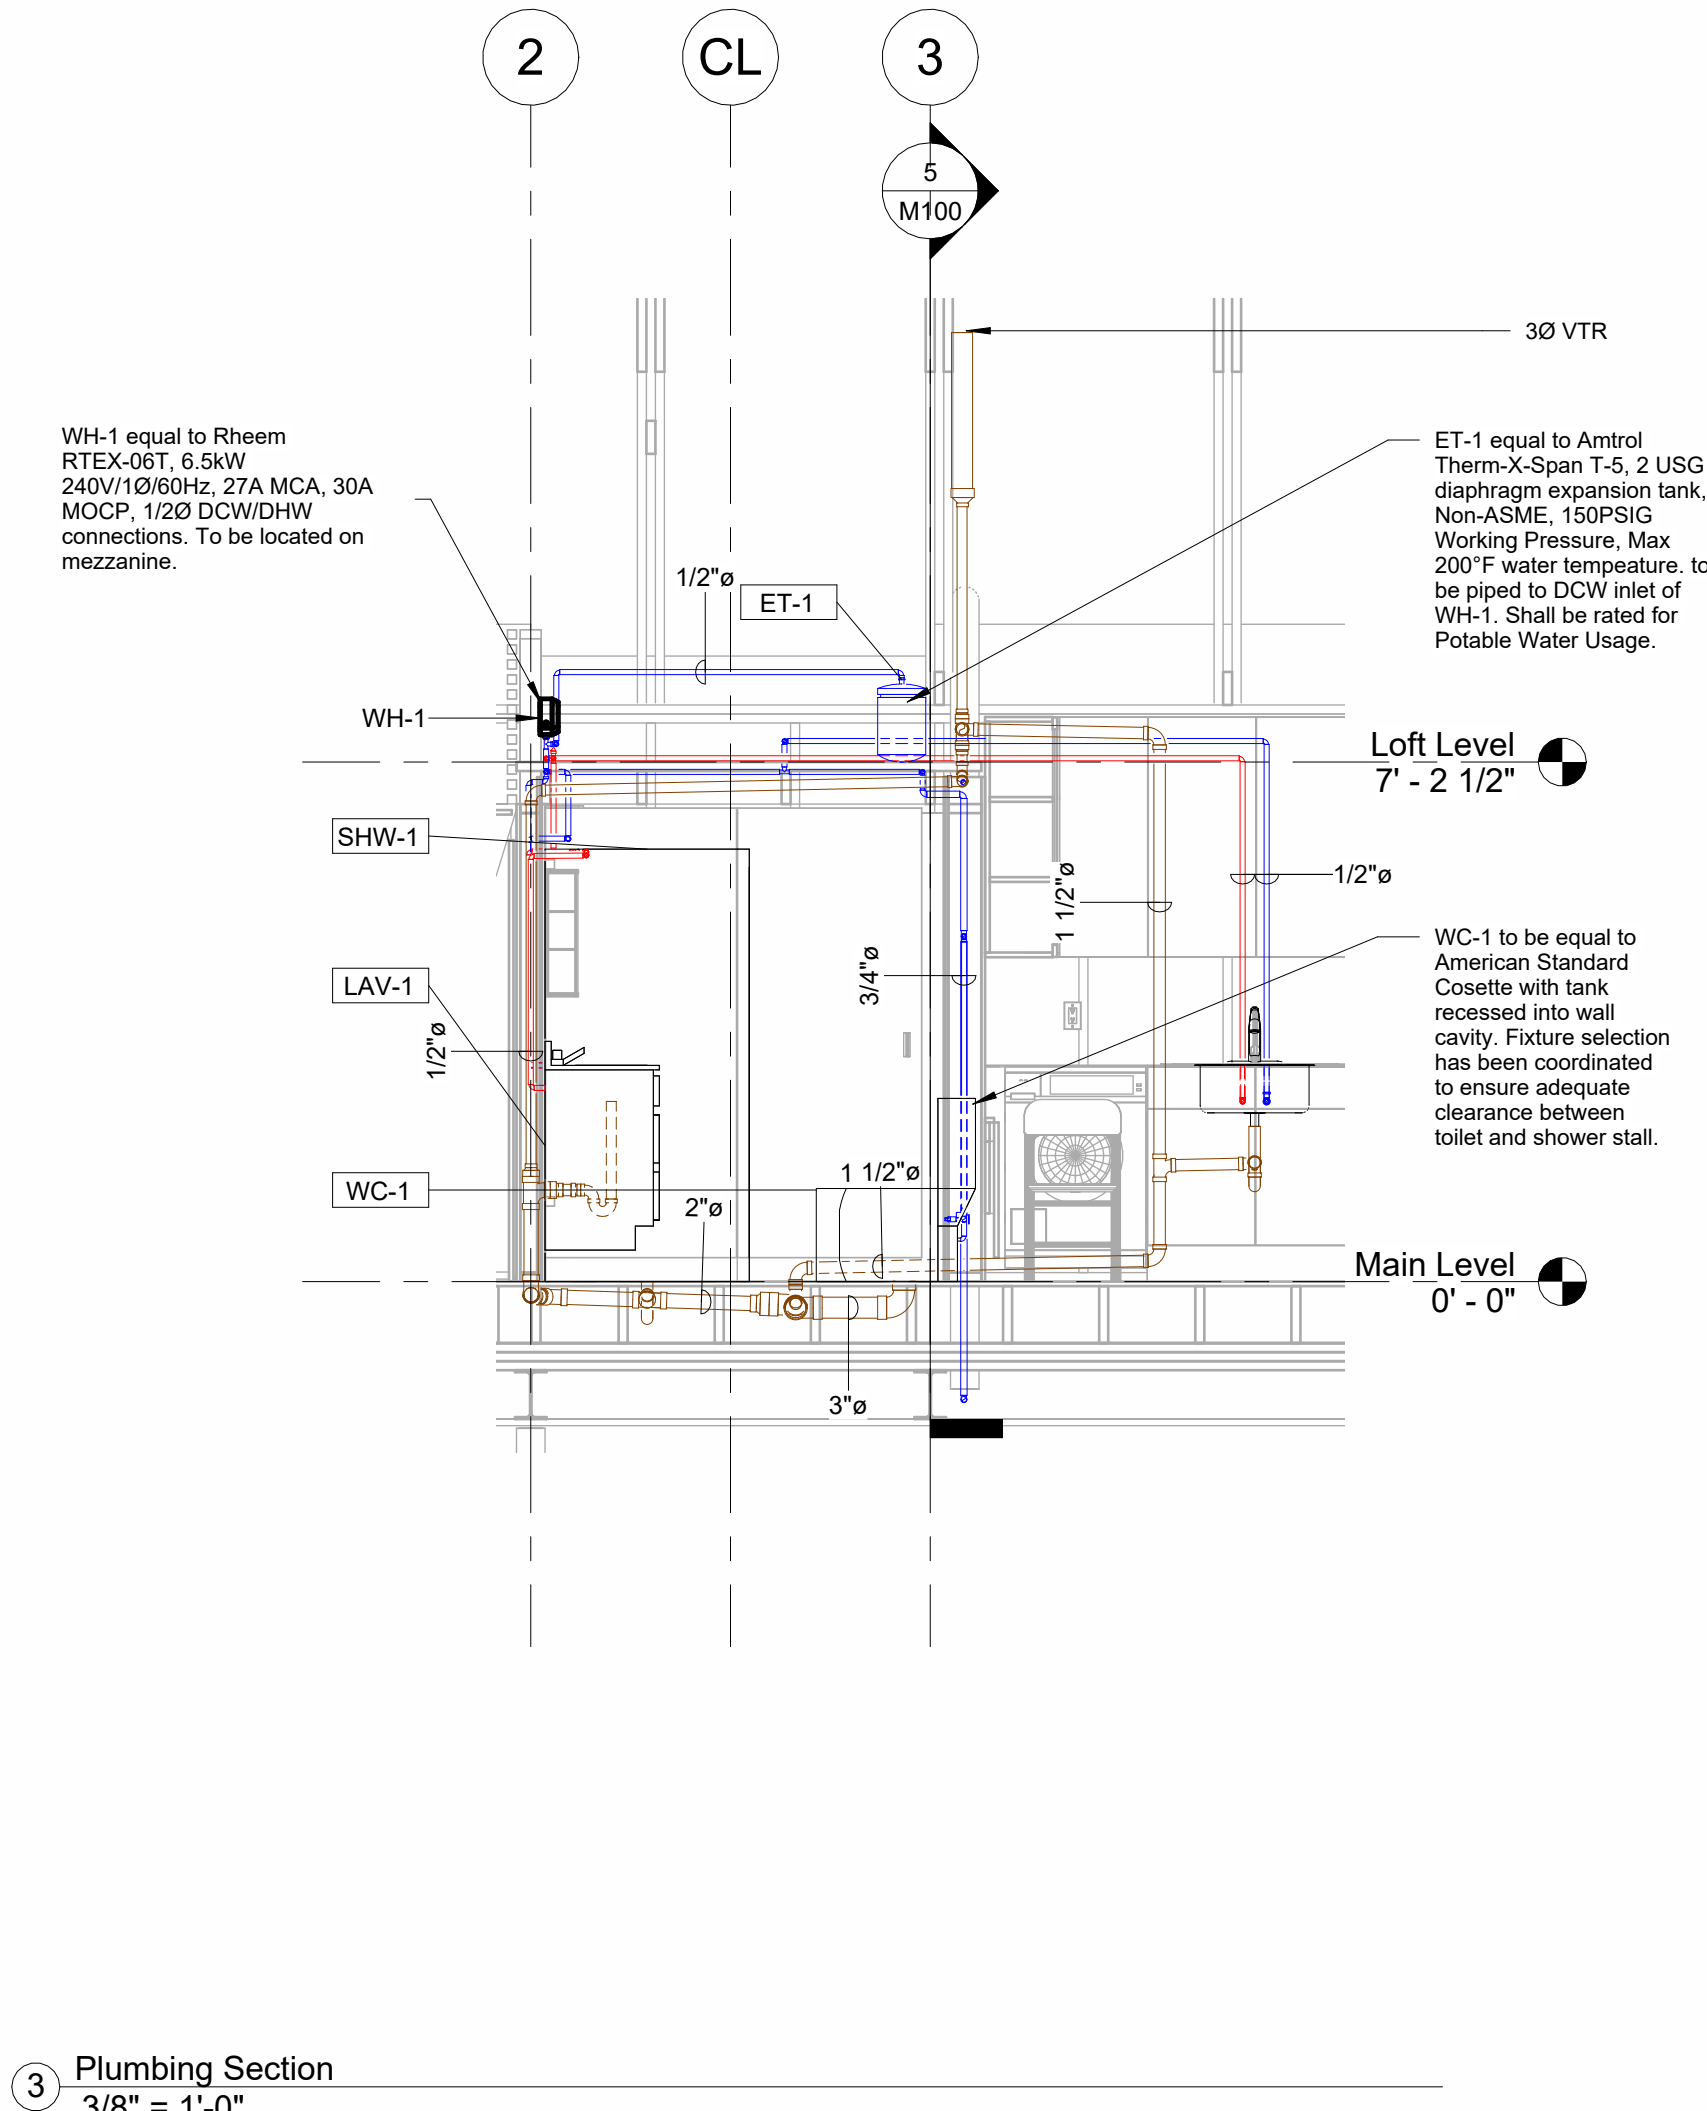 2
CL
3
5
M100
3Ø VTR
WH-1 equal to Rheem
RTEX-06T, 6.5kW
240V/1Ø/60Hz, 27A MCA, 30A
MOCP, 1/2Ø DCW/DHW
connections. To be located on
mezzanine.
ET-1 equal to Amtrol
Therm-X-Span T-5, 2 USG
diaphragm expansion tank,
Non-ASME, 150PSIG
Working Pressure, Max
200°F water tempeature. to
be piped to DCW inlet of
WH-1. Shall be rated for
Potable Water Usage.
1/2"ø
ET-1
WH-1
Loft Level
7' - 2 1/2"
SHW-1
1 1/2"ø
1/2"ø
3/4"ø
LAV-1
1/2"ø
WC-1 to be equal to
American Standard
Cosette with tank
recessed into wall
cavity. Fixture selection
has been coordinated
to ensure adequate
clearance between
toilet and shower stall.
WC-1
1 1/2"ø
2"ø
Main Level
0' - 0"
3"ø
3
Plumbing Section
3/8" = 1'-0"